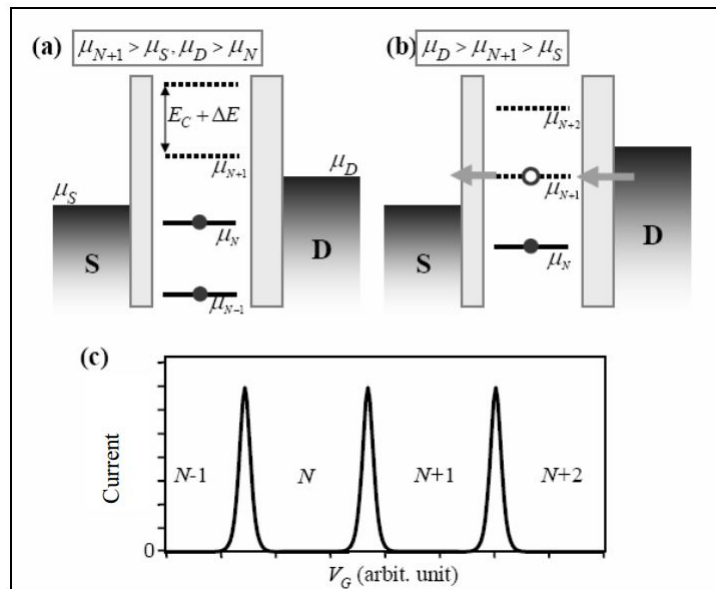 (a) μN+1 > μS, μD > μN
EC + ΔE
μN+1
μD
μS
μN
S
D
μN-1
(b) μD > μN+1 > μS
μN+2
μN+1
D
S
μN
(c)
Current
N-1 N N+1 N+2
0
VG (arbit. unit)